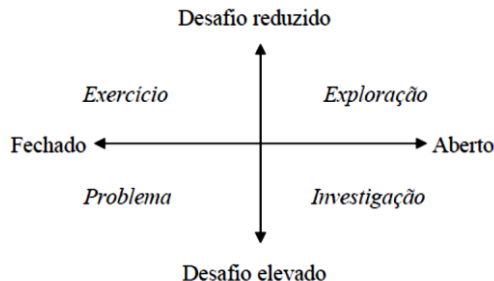 Desafio reduzido
Exercício Exploração
Fechado Aberto
Problema Investigação
Desafio elevado